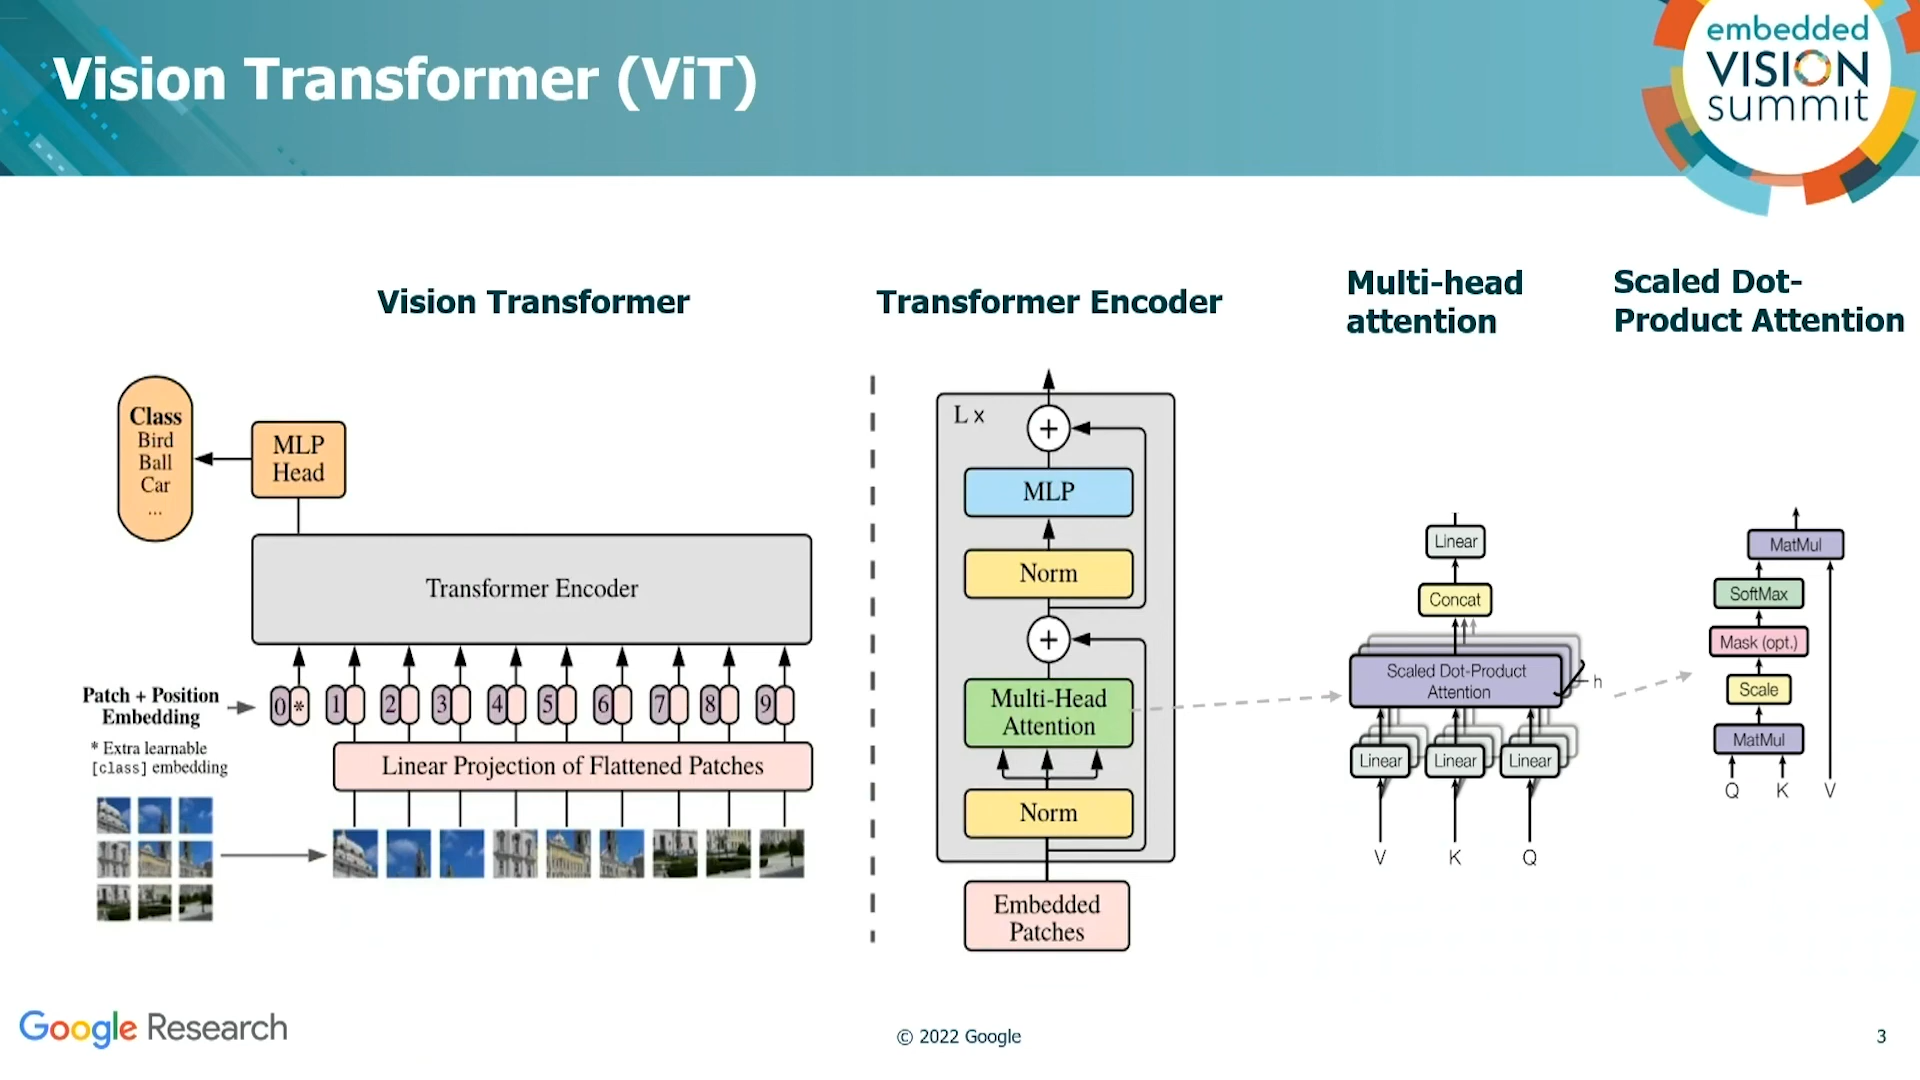 Vision Transformer (ViT)
embedded
VISION
summit
Vision Transformer
Class
Bird
Ball
Car
...
MLP
Head
Transformer Encoder
Patch + Position
Embedding
* Extra learnable
[class] embedding
0 * 1 2 3 4 5 6 7 8 9
Linear Projection of Flattened Patches
Transformer Encoder
L x
+
MLP
Norm
+
Multi-Head
Attention
Norm
Embedded
Patches
Multi-head
attention
Linear
Concat
Scaled Dot-Product
Attention
h
Linear Linear Linear
V K Q
Scaled Dot-
Product Attention
MatMul
SoftMax
Mask (opt.)
Scale
MatMul
Q K V
Google Research
© 2022 Google
3